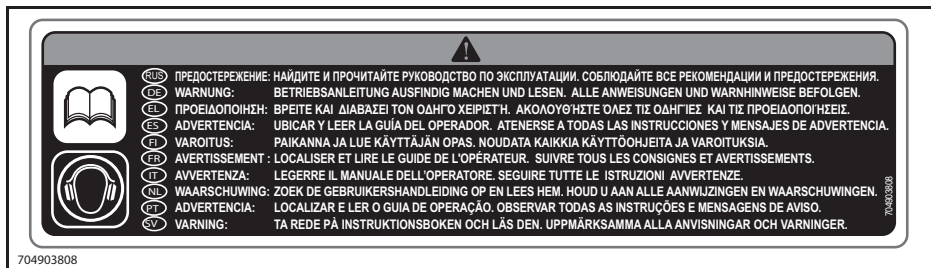 RUS ПРЕДОСТЕРЕЖЕНИЕ: НАЙДИТЕ И ПРОЧИТАЙТЕ РУКОВОДСТВО ПО ЭКСПЛУАТАЦИИ. СОБЛЮДАЙТЕ ВСЕ РЕКОМЕНДАЦИИ И ПРЕДОСТЕРЕЖЕНИЯ.
DE WARNUNG: BETRIEBSANLEITUNG AUSFINDIG MACHEN UND LESEN. ALLE ANWEISUNGEN UND WARNHINWEISE BEFOLGEN.
EL ΠΡΟΕΙΔΟΠΟΙΗΣΗ: ΒΡΕΙΤΕ ΚΑΙ ΔΙΑΒΆΣΕΙ ΤΟΝ ΟΔΗΓΌ ΧΕΙΡΙΣΤΉ. ΑΚΟΛΟΥΘΉΣΤΕ ΌΛΕΣ ΤΙΣ ΟΔΗΓΊΕΣ ΚΑΙ ΤΙΣ ΠΡΟΕΙΔΟΠΟΙΉΣΕΙΣ.
ES ADVERTENCIA: UBICAR Y LEER LA GUÍA DEL OPERADOR. ATENERSE A TODAS LAS INSTRUCCIONES Y MENSAJES DE ADVERTENCIA.
FI VAROITUS: PAIKANNA JA LUE KÄYTTÄJÄN OPAS. NOUDATA KAIKKIA KÄYTTÖOHJEITA JA VAROITUKSIA.
FR AVERTISSEMENT : LOCALISER ET LIRE LE GUIDE DE L'OPÉRATEUR. SUIVRE TOUS LES CONSIGNES ET AVERTISSEMENTS.
IT AVVERTENZA: LEGERRE IL MANUALE DELL'OPERATORE. SEGUIRE TUTTE LE ISTRUZIONI AVVERTENZE.
NL WAARSCHUWING: ZOEK DE GEBRUIKERSHANDLEIDING OP EN LEES HEM. HOUD U AAN ALLE AANWIJZINGEN EN WAARSCHUWINGEN.
PT ADVERTENCIA: LOCALIZAR E LER O GUIA DE OPERAÇÃO. OBSERVAR TODAS AS INSTRUÇÕES E MENSAGENS DE AVISO.
SV VARNING: TA REDE PÅ INSTRUKTIONSBOKEN OCH LÄS DEN. UPPMÄRKSAMMA ALLA ANVISNINGAR OCH VARNINGER.
704903808
704903808